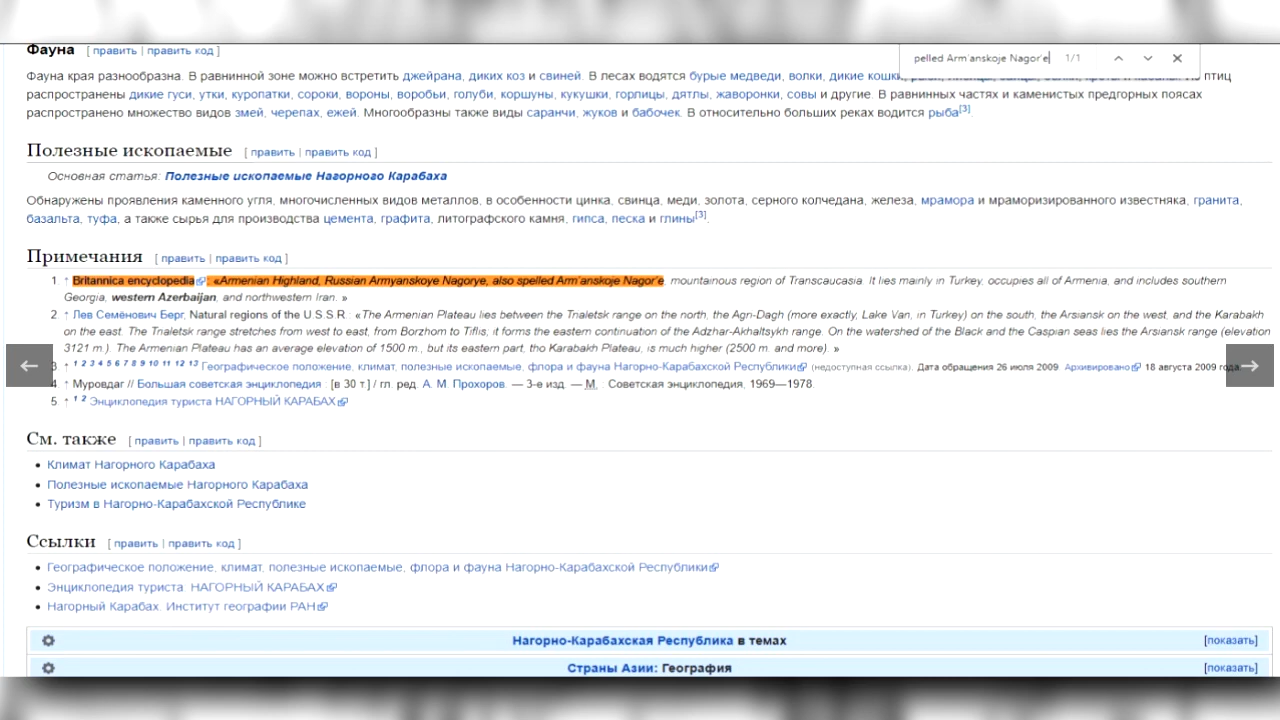 Фауна [ править | править код ]
pelled Arm'anskoje Nagor'e 1/1
Фауна края разнообразна. В равнинной зоне можно встретить джейрана, диких коз и свиней. В лесах водятся бурые медведи, волки, дикие кошки, птиц
распространены дикие гуси, утки, куропатки, сороки, вороны, воробьи, голуби, коршуны, кукушки, горлицы, дятлы, жаворонки, совы и другие. В равнинных частях и каменистых предгорных поясах
распространено множество видов змей, черепах, ежей. Многообразны также виды саранчи, жуков и бабочек. В относительно больших реках водится рыба[3].
Полезные ископаемые [ править | править код ]
Основная статья: Полезные ископаемые Нагорного Карабаха
Обнаружены проявления каменного угля, многочисленных видов металлов, в особенности цинка, свинца, меди, золота, серного колчедана, железа, мрамора и мраморизированного известняка, гранита,
базальта, туфа, а также сырья для производства цемента, графита, литографского камня, гипса, песка и глины[3].
Примечания [ править | править код ]
1. ↑ Britannica encyclopedia: «Armenian Highland, Russian Armyanskoye Nagorye, also spelled Arm'anskoje Nagor'e, mountainous region of Transcaucasia. It lies mainly in Turkey, occupies all of Armenia, and includes southern
Georgia, western Azerbaijan, and northwestern Iran. »
2. ↑ Лев Семёнович Берг, Natural regions of the U.S.S.R.: «The Armenian Plateau lies between the Trialetsk range on the north, the Agri-Dagh (more exactly, Lake Van, in Turkey) on the south, the Arsiansk on the west, and the Karabakh
on the east. The Trialetsk range stretches from west to east, from Borzhom to Tiflis; it forms the eastern continuation of the Adzhar-Akhaltsykh range. On the watershed of the Black and the Caspian seas lies the Arsiansk range (elevation
3121 m.). The Armenian Plateau has an average elevation of 1500 m., but its eastern part, the Karabakh Plateau, is much higher (2500 m. and more). »
3. ↑ 1 2 3 4 5 6 7 8 9 10 11 12 13 Географическое положение, климат, полезные ископаемые, флора и фауна Нагорно-Карабахской Республики (недоступная ссылка). Дата обращения 26 июля 2009. Архивировано 18 августа 2009 года.
4. ↑ Муровдаг // Большая советская энциклопедия : [в 30 т.] / гл. ред. А. М. Прохоров. — 3-е изд. — М. : Советская энциклопедия, 1969—1978.
5. ↑ 1 2 Энциклопедия туриста НАГОРНЫЙ КАРАБАХ
См. также [ править | править код ]
• Климат Нагорного Карабаха
• Полезные ископаемые Нагорного Карабаха
• Туризм в Нагорно-Карабахской Республике
Ссылки [ править | править код ]
• Географическое положение, климат, полезные ископаемые, флора и фауна Нагорно-Карабахской Республики
• Энциклопедия туриста. НАГОРНЫЙ КАРАБАХ
• Нагорный Карабах. Институт географии РАН
Нагорно-Карабахская Республика в темах [показать]
Страны Азии: География [показать]